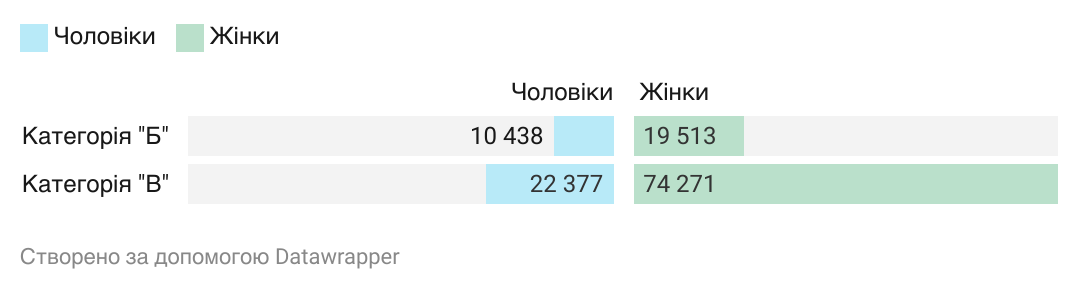 Чоловіки Жінки
Чоловіки Жінки
Категорія "Б" 10 438 19 513
Категорія "В" 22 377 74 271
Створено за допомогою Datawrapper